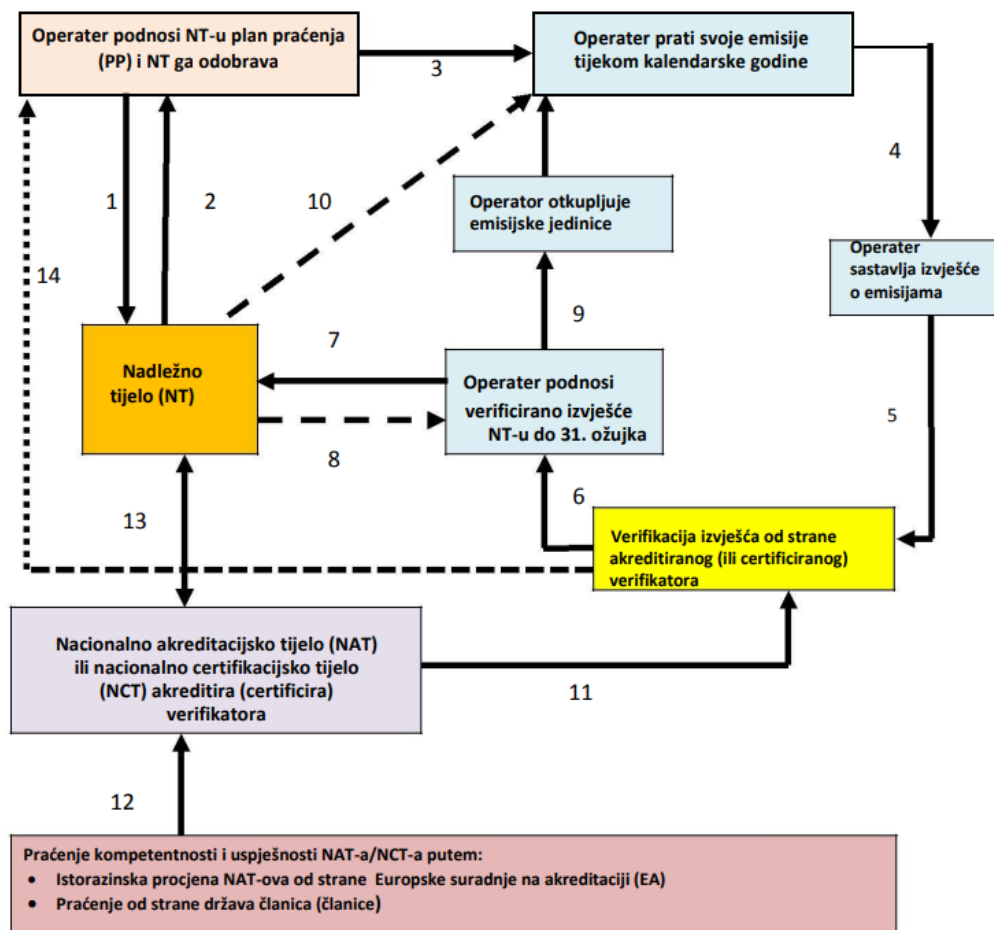 Operater podnosi NT-u plan praćenja
(PP) i NT ga odobrava
3
Operater prati svoje emisije
tijekom kalendarske godine
4
1
2
10
Operator otkupljuje
emisijske jedinice
Operater
sastavlja izvješće
o emisijama
14
9
7
Nadležno
tijelo (NT)
Operater podnosi
verificirano izvješće
NT-u do 31. ožujka
5
8
6
13
Verifikacija izvješća od strane
akreditiranog (ili certificiranog)
verifikatora
Nacionalno akreditacijsko tijelo (NAT)
ili nacionalno certifikacijsko tijelo
(NCT) akreditira (certificira)
verifikatora
11
12
Praćenje kompetentnosti i uspješnosti NAT-a/NCT-a putem:
• Istorazinska procjena NAT-ova od strane Europske suradnje na akreditaciji (EA)
• Praćenje od strane država članica (članice)